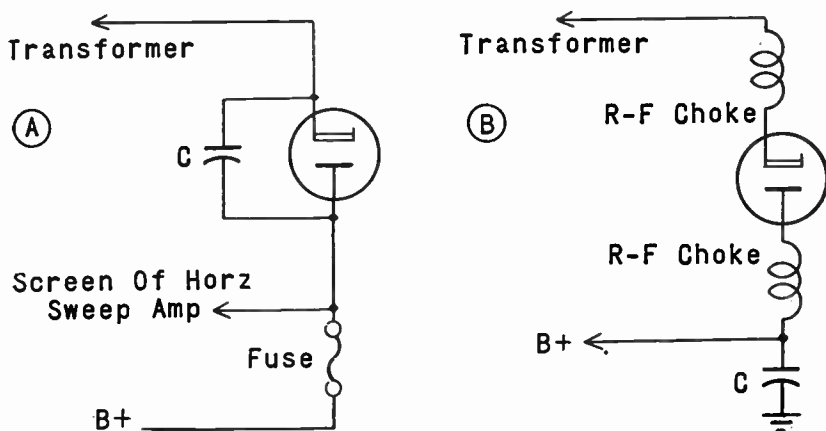 Transformer
A
C
Screen Of Horz
Sweep Amp
Fuse
B+
Transformer
B
R-F Choke
R-F Choke
B+
C